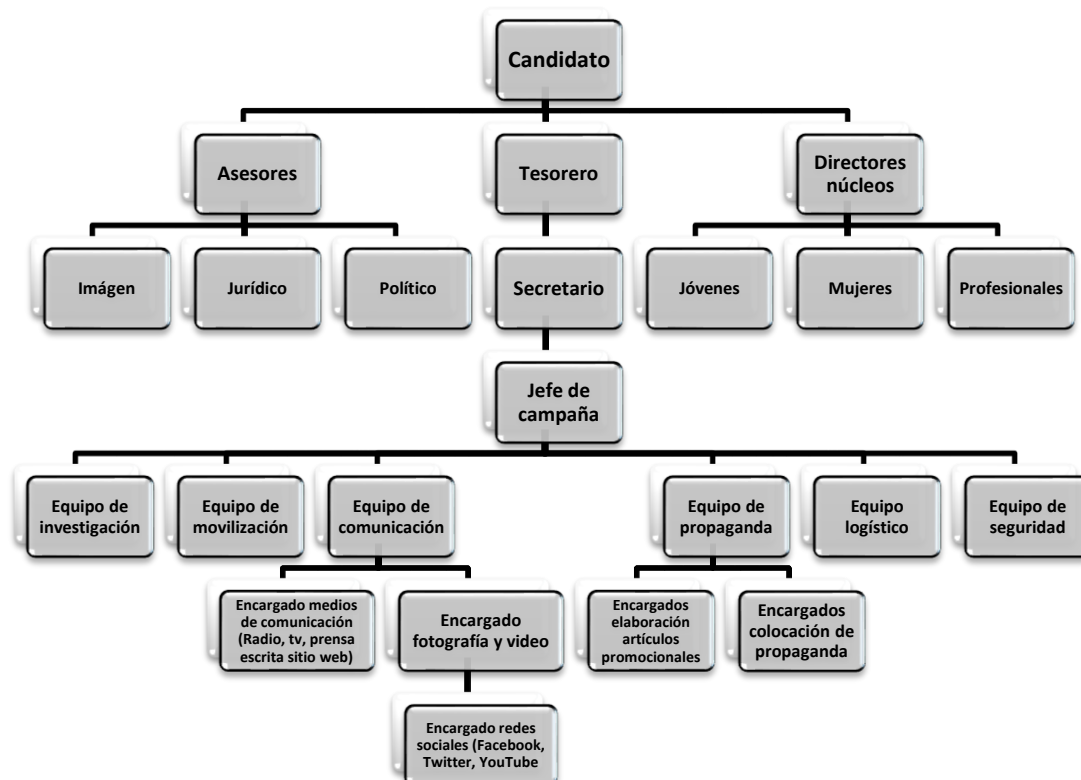 Candidato
Asesores
Tesorero
Directores
núcleos
Imágen
Jurídico
Político
Secretario
Jóvenes
Mujeres
Profesionales
Jefe de
campaña
Equipo de
investigación
Equipo de
movilización
Equipo de
comunicación
Equipo de
propaganda
Equipo
logístico
Equipo de
seguridad
Encargado medios
de comunicación
(Radio, tv, prensa
escrita sitio web)
Encargado
fotografía y video
Encargados
elaboración
artículos
promocionales
Encargados
colocación de
propaganda
Encargado redes
sociales (Facebook,
Twitter, YouTube